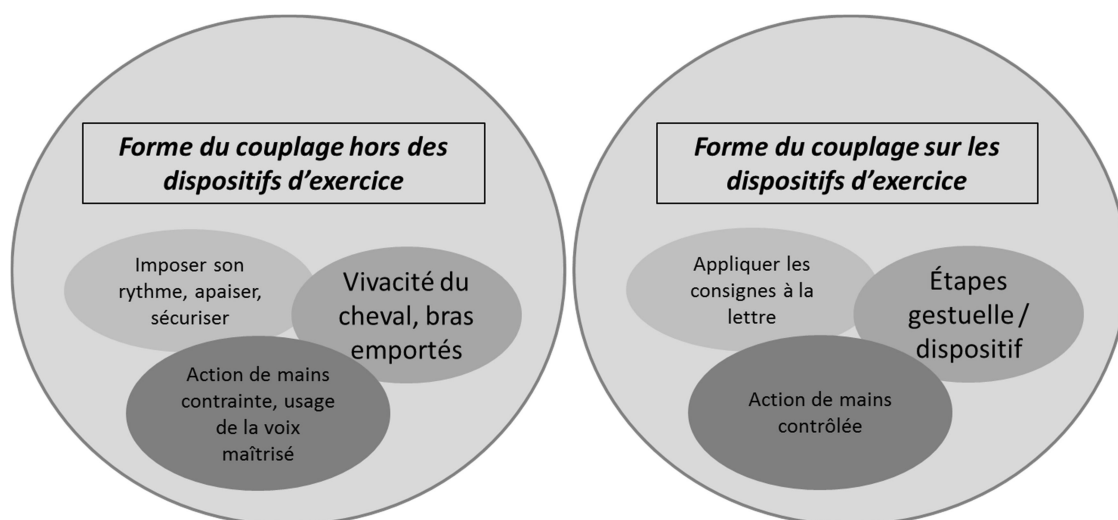 Forme du couplage hors des
dispositifs d’exercice
Imposer son
rythme, apaiser,
sécuriser
Vivacité du
cheval, bras
emportés
Action de mains
contrainte, usage
de la voix
maîtrisé
Forme du couplage sur les
dispositifs d’exercice
Appliquer les
consignes à la
lettre
Étapes
gestuelle /
dispositif
Action de mains
contrôlée